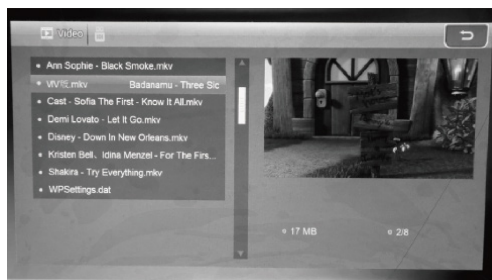 video
Ann Sophie - Black Smoke.mkv
Badanamu - Three Sic
Cast - Sofia The First - Know It All.mkv
Demi Lovato - Let It Go.mkv
Disney - Down In New Orleans.mkv
Kristen Bell、Idina Menzel - For The Firs...
Shakira - Try Everything.mkv
WPSettings.dat
17 MB
2/8